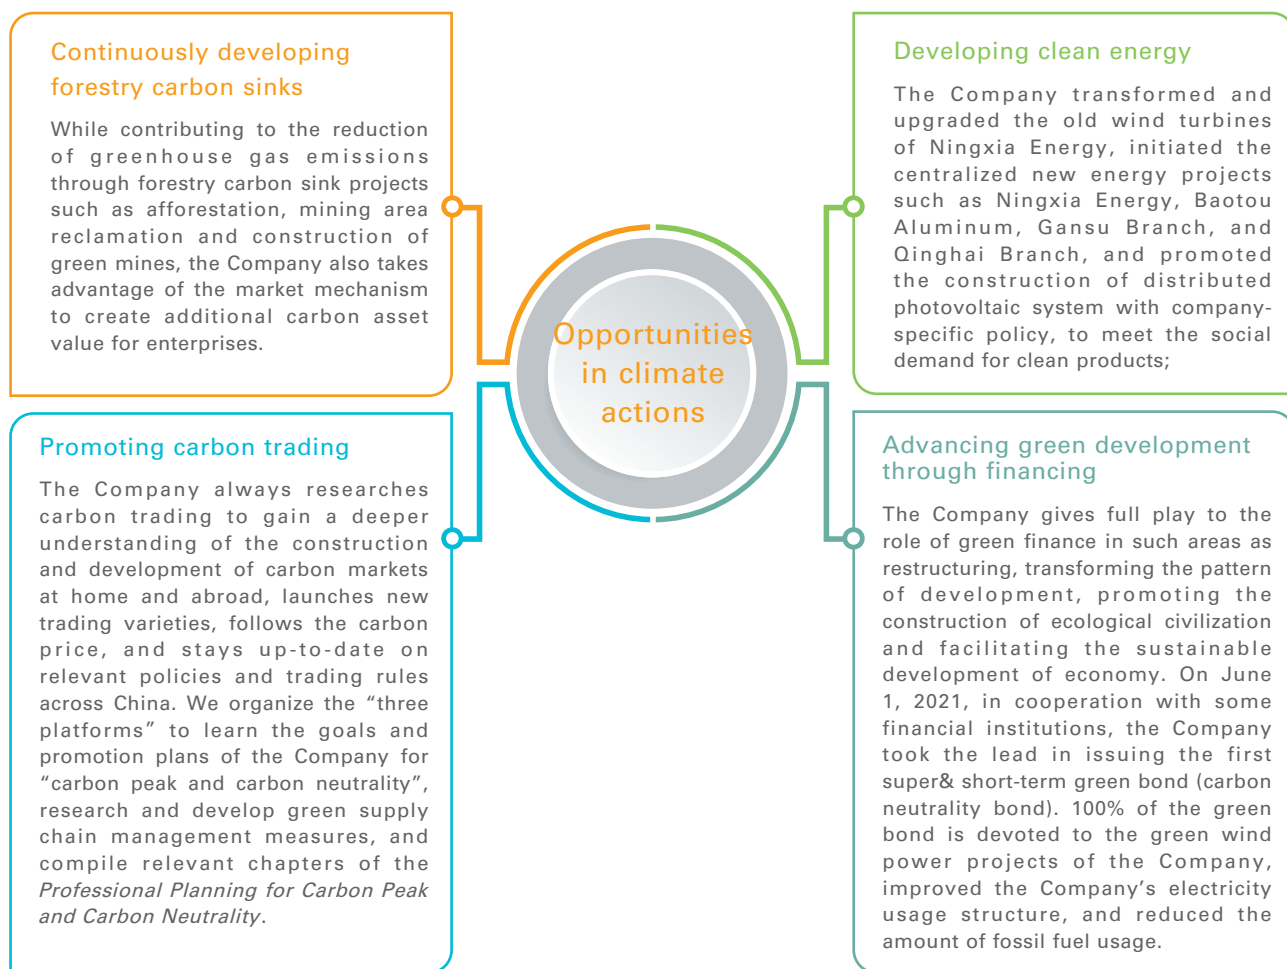 Continuously developing
forestry carbon sinks
While contributing to the reduction
of greenhouse gas emissions
through forestry carbon sink projects
such as afforestation, mining area
reclamation and construction of
green mines, the Company also takes
advantage of the market mechanism
to create additional carbon asset
value for enterprises.
Developing clean energy
The Company transformed and
upgraded the old wind turbines
of Ningxia Energy, initiated the
centralized new energy projects
such as Ningxia Energy, Baotou
Aluminum, Gansu Branch, and
Qinghai Branch, and promoted
the construction of distributed
photovoltaic system with company-
specific policy, to meet the social
demand for clean products;
Opportunities
in climate
actions
Promoting carbon trading
The Company always researches
carbon trading to gain a deeper
understanding of the construction
and development of carbon markets
at home and abroad, launches new
trading varieties, follows the carbon
price, and stays up-to-date on
relevant policies and trading rules
across China. We organize the “three
platforms” to learn the goals and
promotion plans of the Company for
“carbon peak and carbon neutrality”,
research and develop green supply
chain management measures, and
compile relevant chapters of the
Professional Planning for Carbon Peak
and Carbon Neutrality.
Advancing green development
through financing
The Company gives full play to the
role of green finance in such areas as
restructuring, transforming the pattern
of development, promoting the
construction of ecological civilization
and facilitating the sustainable
development of economy. On June
1, 2021, in cooperation with some
financial institutions, the Company
took the lead in issuing the first
super& short-term green bond (carbon
neutrality bond). 100% of the green
bond is devoted to the green wind
power projects of the Company,
improved the Company’s electricity
usage structure, and reduced the
amount of fossil fuel usage.